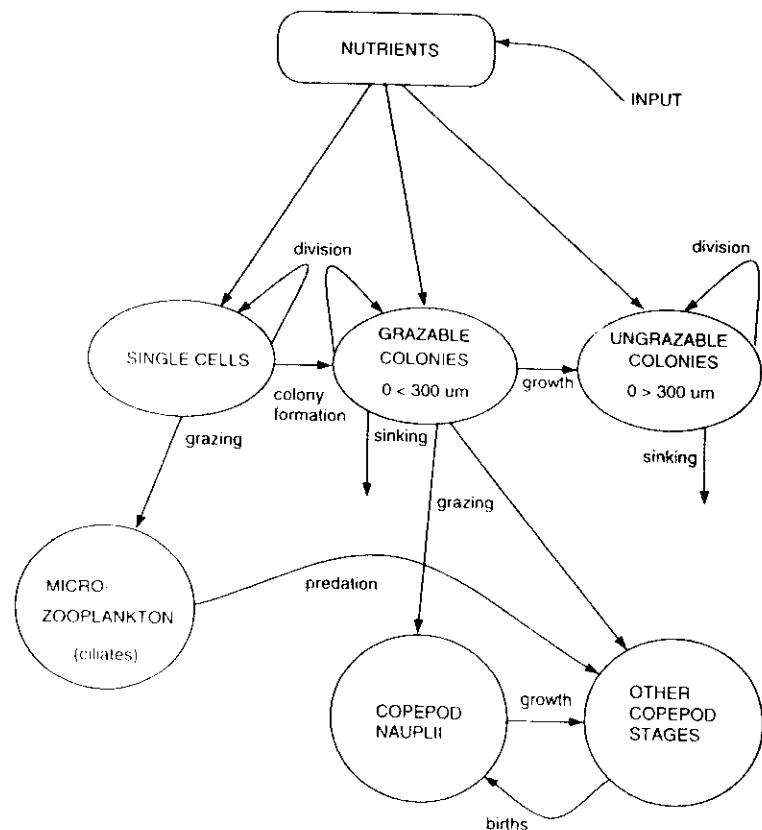 NUTRIENTS
INPUT
division
division
SINGLE CELLS
GRAZABLE
COLONIES
0 < 300 um
UNGRAZABLE
COLONIES
0 > 300 um
colony
formation
growth
grazing
sinking
sinking
grazing
MICRO-
ZOOPLANKTON
(ciliates)
predation
COPEPOD
NAUPLII
growth
OTHER
COPEPOD
STAGES
births